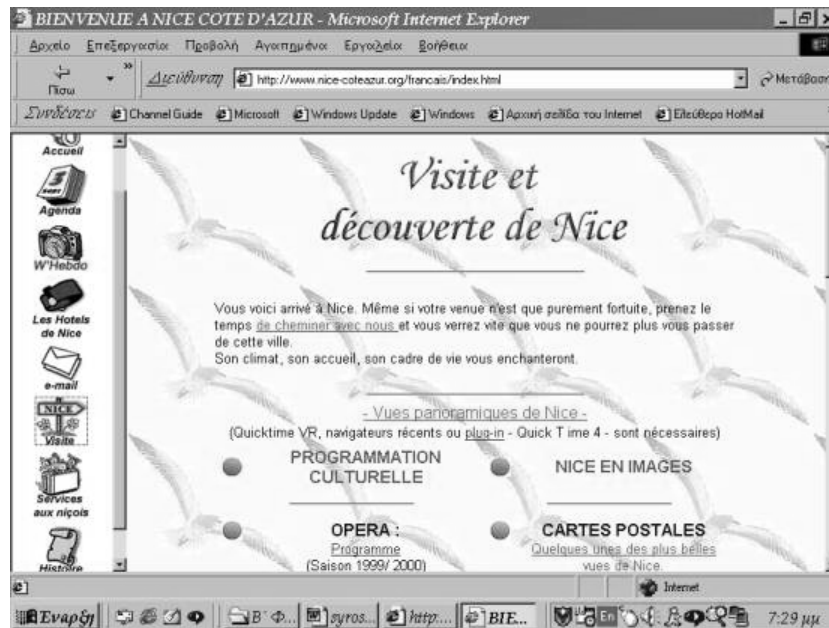 BIENVENUE A NICE COTE D'AZUR - Microsoft Internet Explorer
Αρχείο Επεξεργασία Προβολή Αγαπημένα Εργαλεία Βοήθεια
Πίσω
»
Διεύθυνση http://www.nice-coteazur.org/francais/index.html Μετάβαση
Συνδέσεις Channel Guide Microsoft Windows Update Windows Αρχική σελίδα του Internet Ελεύθερο HotMail
Accueil
Agenda
W'Hebdo
Les Hotels
de Nice
e-mail
NICE
Visite
Services
aux niçois
Histoire
Visite et
découverte de Nice
Vous voici arrivé à Nice. Même si votre venue n'est que purement fortuite, prenez le
temps de cheminer avec nous et vous verrez vite que vous ne pourrez plus vous passer
de cette ville.
Son climat, son accueil, son cadre de vie vous enchanteront.
- Vues panoramiques de Nice -
(Quicktime VR, navigateurs récents ou plug-in - Quick T ime 4 - sont nécessaires)
PROGRAMMATION
CULTURELLE
NICE EN IMAGES
OPERA :
Programme
(Saison 1999/ 2000)
CARTES POSTALES
Quelques unes des plus belles
vues de Nice.
Internet
Έναρξη Β΄ Φ... syros... http:... BIE... En 7:29 μμ